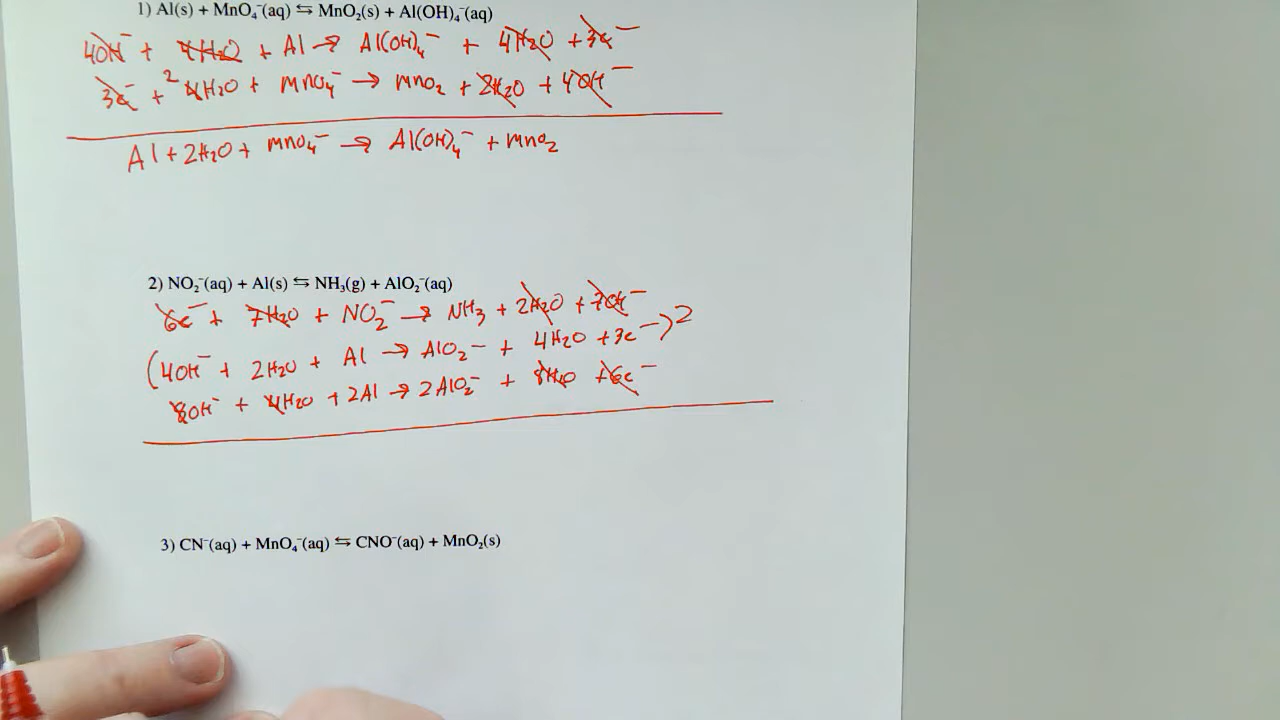 1) Al(s) + MnO₄⁻(aq) ⇆ MnO₂(s) + Al(OH)₄⁻(aq)
4OH⁻ + 4H₂O + Al → Al(OH)₄⁻ + 4H₂O + 3e⁻
3e⁻ + 2 4H₂O + MnO₄⁻ → MnO₂ + 2H₂O + 4OH⁻
Al + 2H₂O + MnO₄⁻ → Al(OH)₄⁻ + MnO₂
2) NO₂⁻(aq) + Al(s) ⇆ NH₃(g) + AlO₂⁻(aq)
6e⁻ + 7H₂O + NO₂⁻ → NH₃ + 2H₂O + 7OH⁻
(4OH⁻ + 2H₂O + Al → AlO₂⁻ + 4H₂O + 3e⁻)2
8OH⁻ + 4H₂O + 2Al → 2AlO₂⁻ + 8H₂O + 6e⁻
3) CN⁻(aq) + MnO₄⁻(aq) ⇆ CNO⁻(aq) + MnO₂(s)